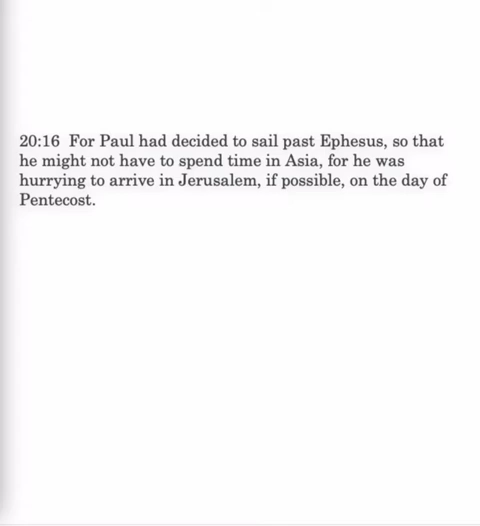 20:16 For Paul had decided to sail past Ephesus, so that
he might not have to spend time in Asia, for he was
hurrying to arrive in Jerusalem, if possible, on the day of
Pentecost.